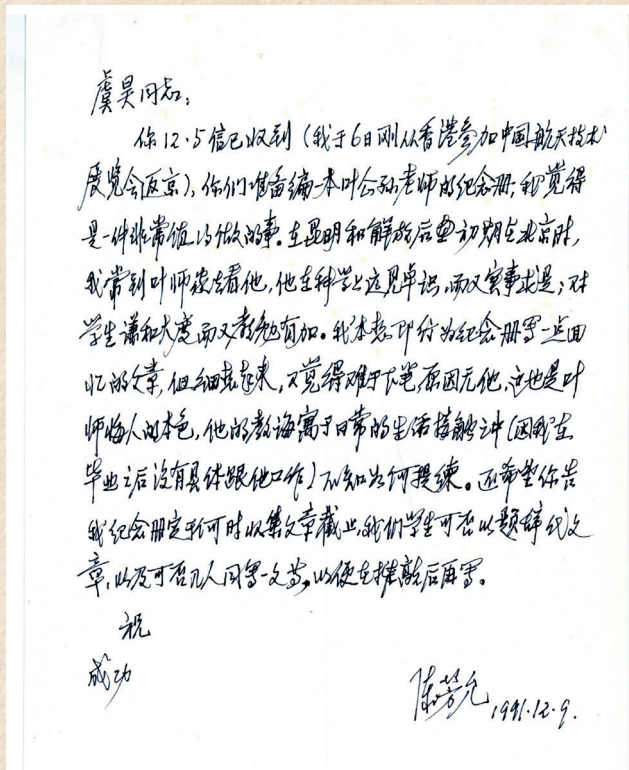 虞昊同志:
你12.5信已收到(我于6日刚从香港参加中国航天技术
展览会返京),你们准备编一本叶企孙老师的纪念册,我觉得
是一件非常值得做的事。在昆明和解放后初期在北京时,
我常到叶师处去看他,他在科学上远见卓识,而又实事求是;对
学生谦和大度而又教勉有加。我本想即行为纪念册写一点回
忆的文章,但细想起来,又觉得难于下笔,原因无他,这也是叶
师诲人的本色,他的教诲寓于日常的生活接触之中(因我在
毕业之后没有具体跟他工作)不知如何提练。还希望你告
我纪念册定于何时收集文章截止,我们学生可否以题辞代文
章,以及可否几人同写一文等,以便在推敲后再写。
祝
成功
陈芳允 1991.12.9.